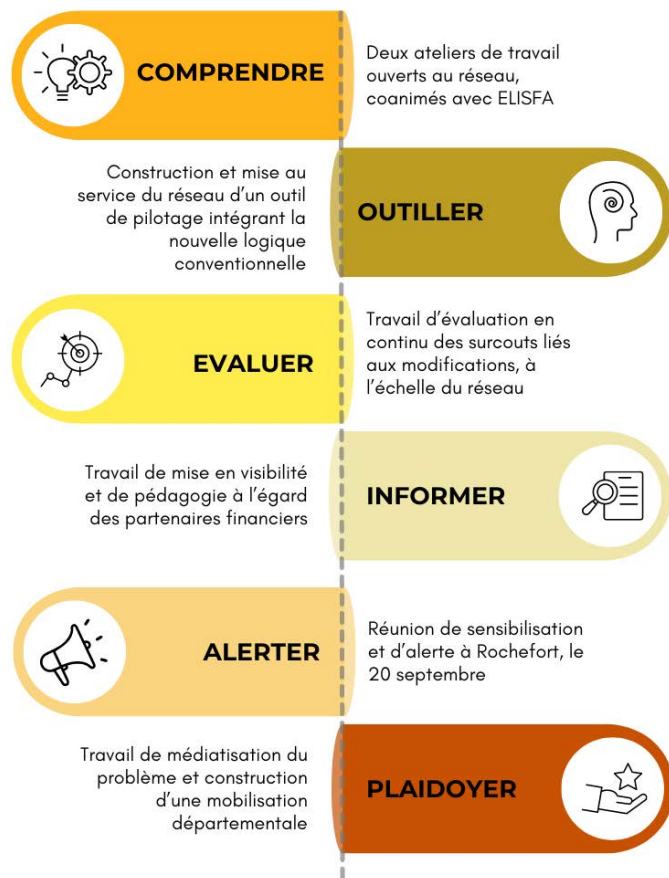 COMPRENDRE
Deux ateliers de travail
ouverts au réseau,
coanimés avec ELISFA
Construction et mise au
service du réseau d'un outil
de pilotage intégrant la
nouvelle logique
conventionnelle
OUTILLER
EVALUER
Travail d'évaluation en
continu des surcouts liés
aux modifications, à
l'échelle du réseau
Travail de mise en visibilité
et de pédagogie à l'égard
des partenaires financiers
INFORMER
ALERTER
Réunion de sensibilisation
et d'alerte à Rochefort, le
20 septembre
Travail de médiatisation du
problème et construction
d'une mobilisation
départementale
PLAIDOYER